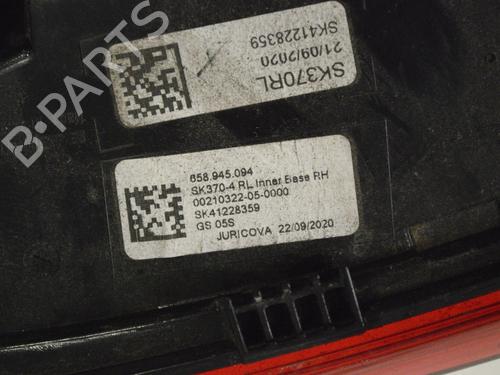 B-PARTS
SK370RL
21/09/2020
SK41228359
658.945.094
SK370-4 RL Inner Base RH
00210322-05-0000
SK41228359
GS 05S
JURICOVA 22/09/2020